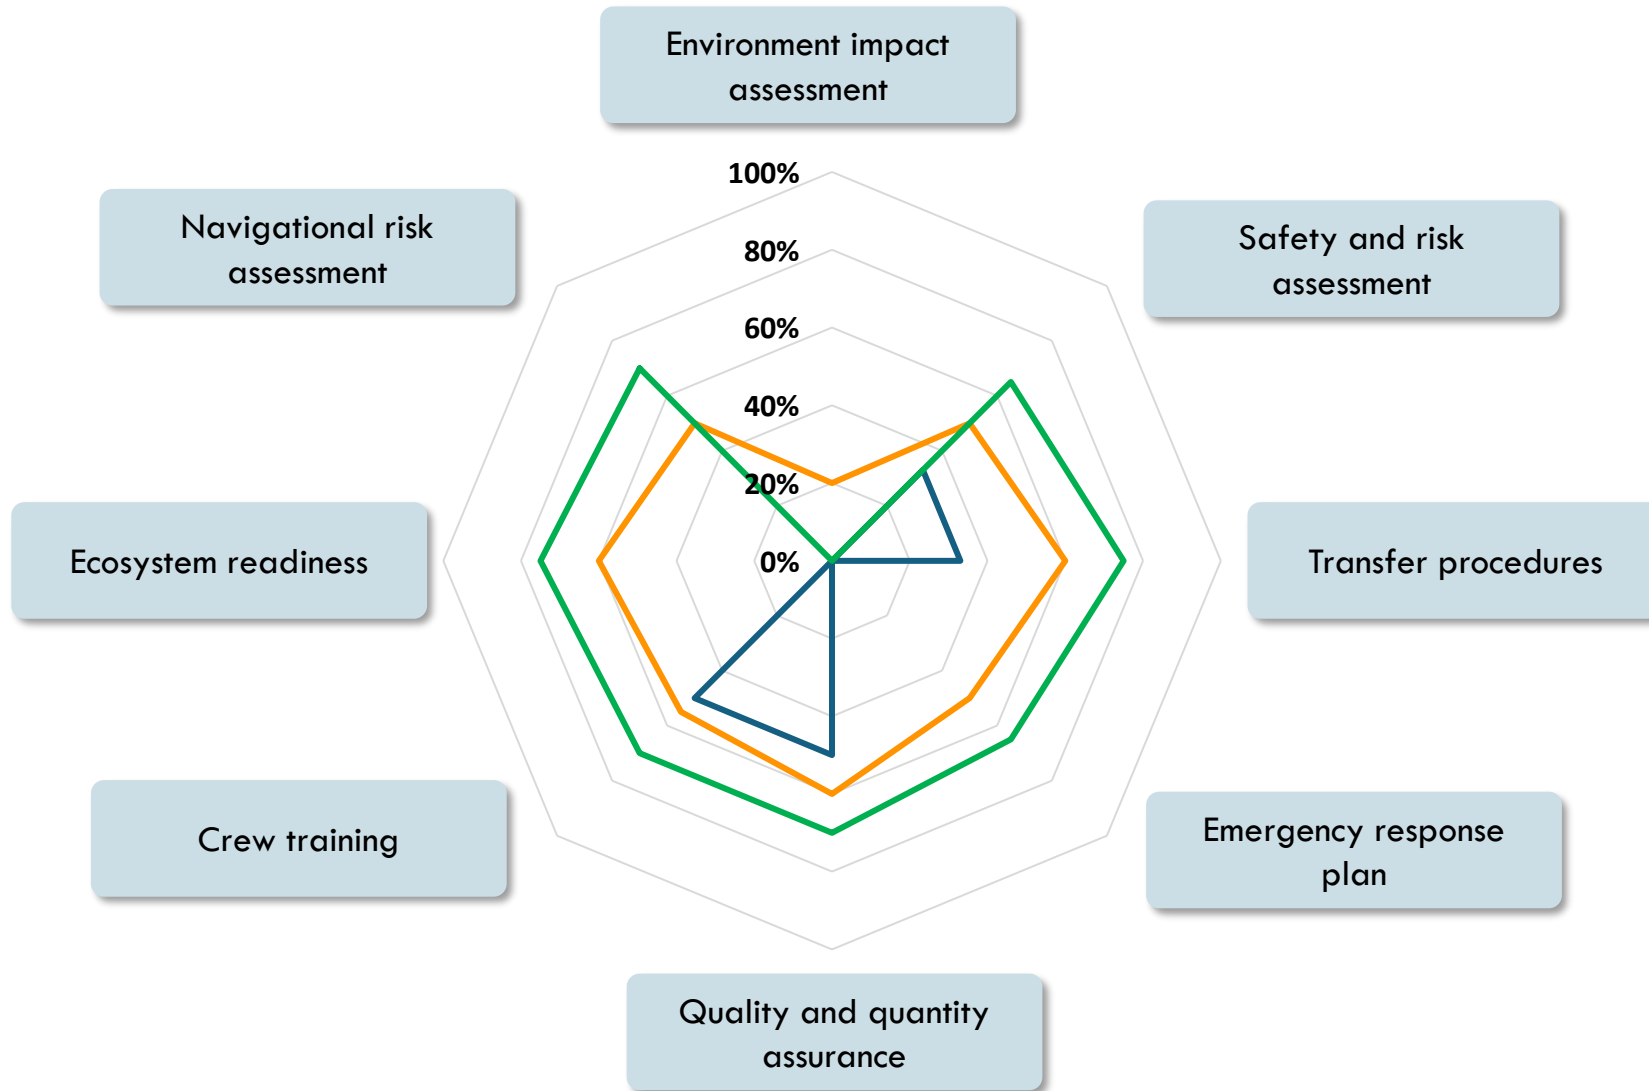 Environment impact
assessment
Navigational risk
assessment
Safety and risk
assessment
100%
80%
60%
40%
20%
0%
Ecosystem readiness
Transfer procedures
Crew training
Emergency response
plan
Quality and quantity
assurance